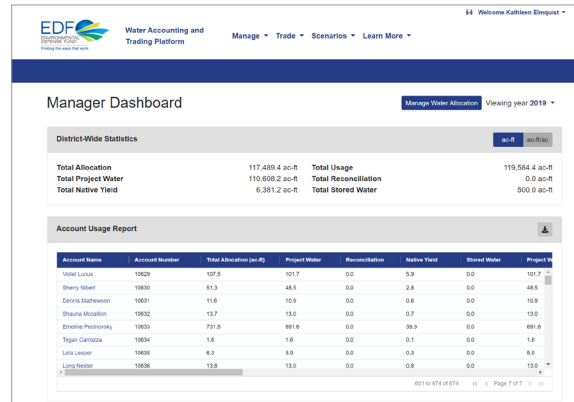 Welcome Kathleen Elmquist
EDF
ENVIRONMENTAL
DEFENSE FUND
Finding the ways that work
Water Accounting and
Trading Platform
Manage Trade Scenarios Learn More
Manager Dashboard
Manage Water Allocation Viewing year 2019
District-Wide Statistics
ac-ft ac-ft/ac
Total Allocation 117,489.4 ac-ft Total Usage 119,584.4 ac-ft
Total Project Water 110,608.2 ac-ft Total Reconciliation 0.0 ac-ft
Total Native Yield 6,381.2 ac-ft Total Stored Water 500.0 ac-ft
Account Usage Report
Account Name Account Number Total Allocation (ac-ft) Project Water Reconciliation Native Yield Stored Water Project W
Violet Lucus 10629 107.5 101.7 0.0 5.9 0.0 101.7
Sherry Nibert 10630 51.3 48.5 0.0 2.8 0.0 48.5
Dennis Mathewson 10631 11.6 10.9 0.0 0.6 0.0 10.9
Shauna Mccallion 10632 13.7 13.0 0.0 0.7 0.0 13.0
Emeline Pecinovsky 10633 731.5 691.6 0.0 39.9 0.0 691.6
Tegan Carrozza 10634 1.6 1.6 0.0 0.1 0.0 1.6
Leia Leeper 10635 6.3 5.9 0.0 0.3 0.0
Long Nester 10636 13.8 13.0 0.0 0.8 0.0 13.0
601 to 674 of 674 Page 7 of 7